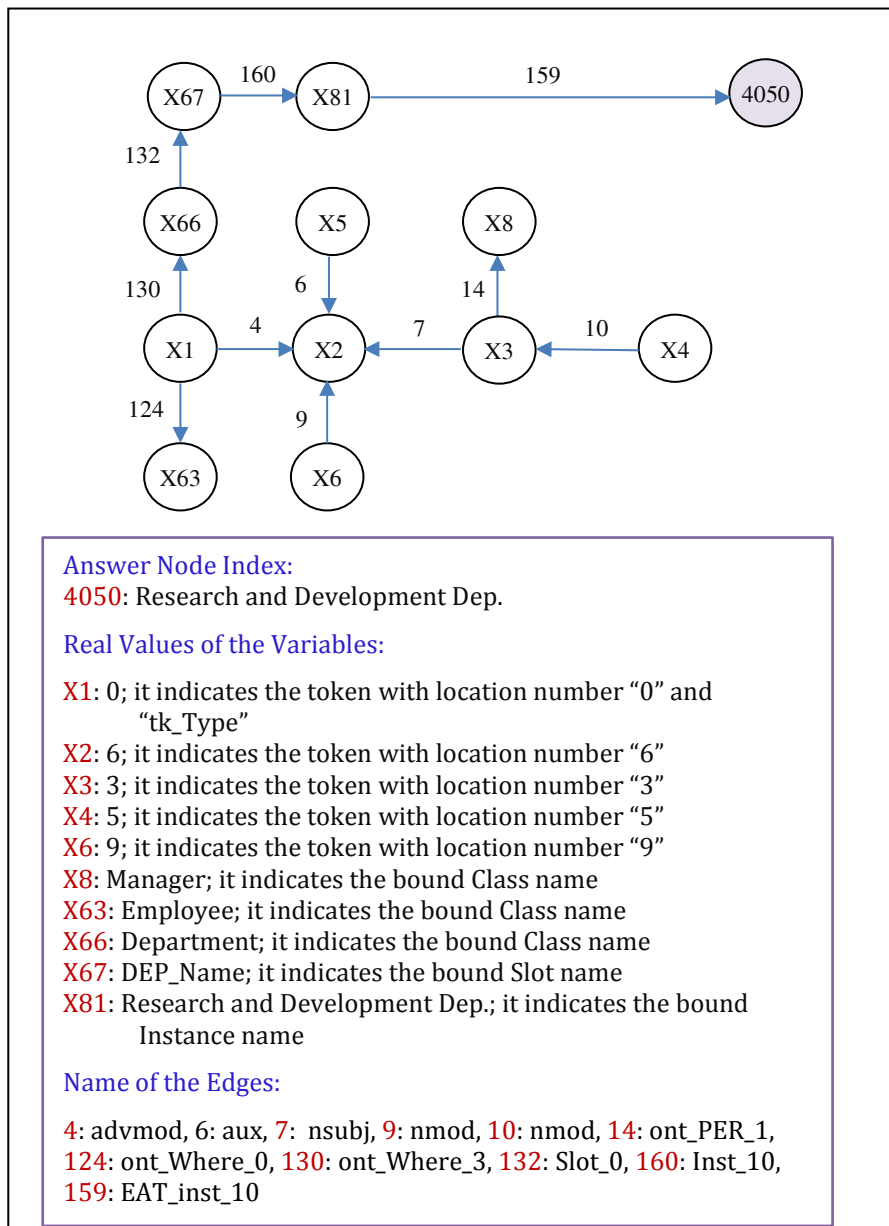 160
159
X67
X81
4050
132
X66
X5
X8
130
6
14
4
7
10
X1
X2
X3
X4
124
9
X63
X6
Answer Node Index:
4050: Research and Development Dep.
Real Values of the Variables:
X1: 0; it indicates the token with location number “0” and
“tk_Type”
X2: 6; it indicates the token with location number “6”
X3: 3; it indicates the token with location number “3”
X4: 5; it indicates the token with location number “5”
X6: 9; it indicates the token with location number “9”
X8: Manager; it indicates the bound Class name
X63: Employee; it indicates the bound Class name
X66: Department; it indicates the bound Class name
X67: DEP_Name; it indicates the bound Slot name
X81: Research and Development Dep.; it indicates the bound
Instance name
Name of the Edges:
4: advmod, 6: aux, 7: nsubj, 9: nmod, 10: nmod, 14: ont_PER_1,
124: ont_Where_0, 130: ont_Where_3, 132: Slot_0, 160: Inst_10,
159: EAT_inst_10